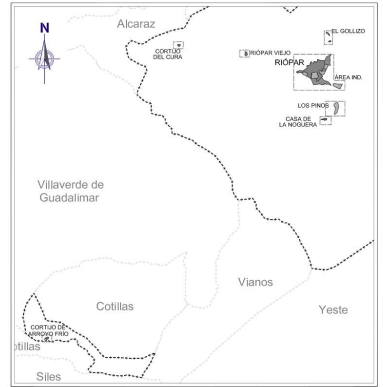 N
Alcaraz
EL GOLLIZO
CORTIJO
DEL CURA
RIÓPAR VIEJO
RIÓPAR
ÁREA IND.
LOS PINOS
CASA DE
LA NOGUERA
Villaverde de
Guadalimar
Vianos
Cotillas
Yeste
CORTIJO DE
ARROYO FRÍO
otillas
Siles